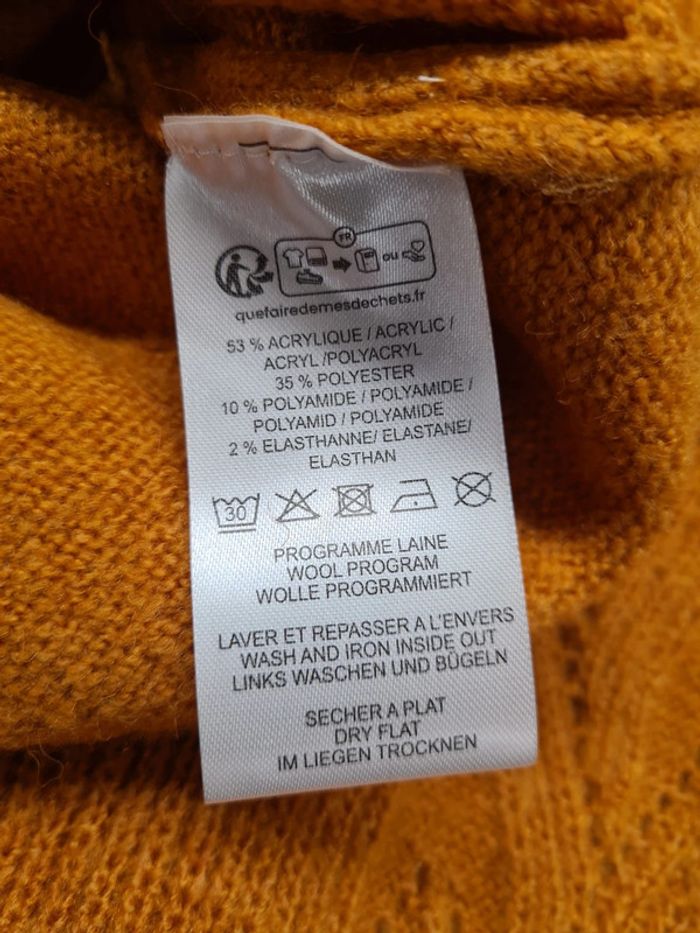 FR
OU
quefairedemesdechets.fr
53 % ACRYLIQUE / ACRYLIC /
ACRYL /POLYACRYL
35 % POLYESTER
10 % POLYAMIDE / POLYAMIDE /
POLYAMID / POLYAMIDE
2 % ELASTHANNE/ ELASTANE/
ELASTHAN
30
PROGRAMME LAINE
WOOL PROGRAM
WOLLE PROGRAMMIERT
LAVER ET REPASSER A L'ENVERS
WASH AND IRON INSIDE OUT
LINKS WASCHEN UND BÜGELN
SECHER A PLAT
DRY FLAT
IM LIEGEN TROCKNEN